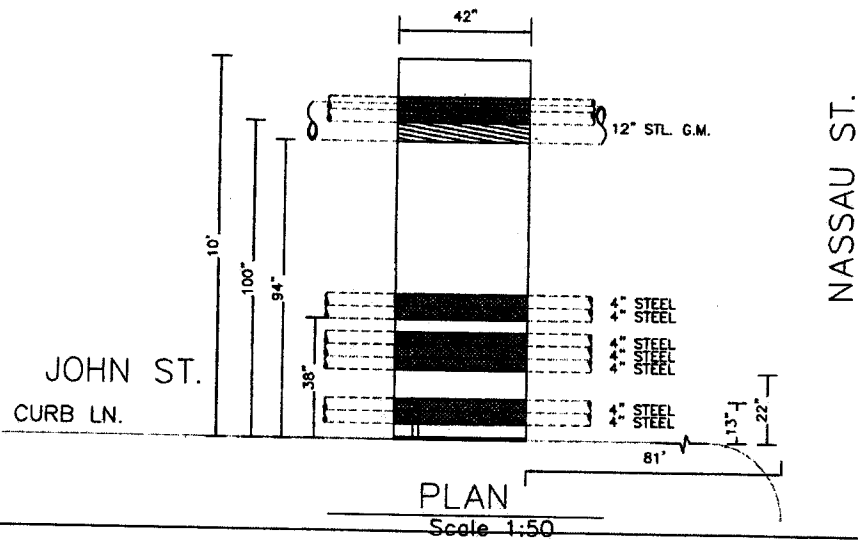 42"
12" STL. G.M.
NASSAU ST.
10'
100"
94"
4" STEEL
4" STEEL
4" STEEL
4" STEEL
4" STEEL
38"
JOHN ST.
CURB LN.
4" STEEL
4" STEEL
13"
22"
81'
PLAN
Scale 1:50